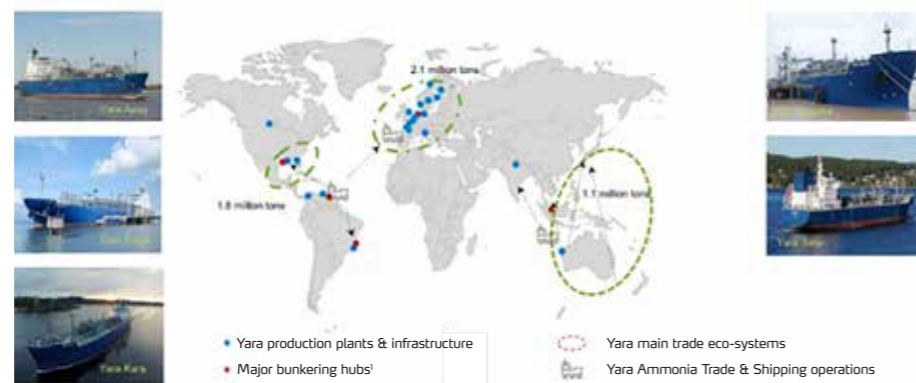 2.1 million tons
1.8 million tons
1.1 million tons
Yara Kara
Yara production plants & infrastructure
Major bunkering hubs¹
Yara main trade eco-systems
Yara Ammonia Trade & Shipping operations